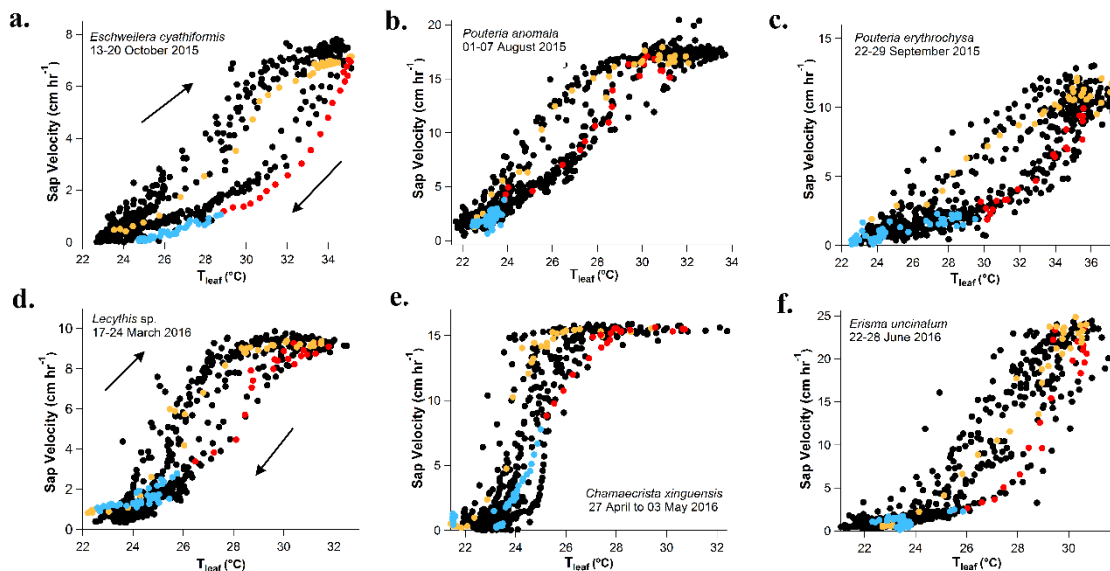 a.
Eschweilera cyathiformis
13-20 October 2015
8
6
4
2
0
Sap Velocity (cm hr⁻¹)
22 24 26 28 30 32 34
T_leaf (°C)
b.
Pouteria anomala
01-07 August 2015
20
15
10
5
0
Sap Velocity (cm hr⁻¹)
22 24 26 28 30 32 34
T_leaf (°C)
c.
Pouteria erythrochysa
22-29 September 2015
15
10
5
0
Sap Velocity (cm hr⁻¹)
22 24 26 28 30 32 34 36
T_leaf (°C)
d.
Lecythis sp.
17-24 March 2016
10
8
6
4
2
0
Sap Velocity (cm hr⁻¹)
22 24 26 28 30 32
T_leaf (°C)
e.
Chamaecrista xinguensis
27 April to 03 May 2016
15
10
5
0
Sap Velocity (cm hr⁻¹)
22 24 26 28 30 32
T_leaf (°C)
f.
Erisma uncinatum
22-28 June 2016
25
20
15
10
5
0
Sap Velocity (cm hr⁻¹)
22 24 26 28 30
T_leaf (°C)